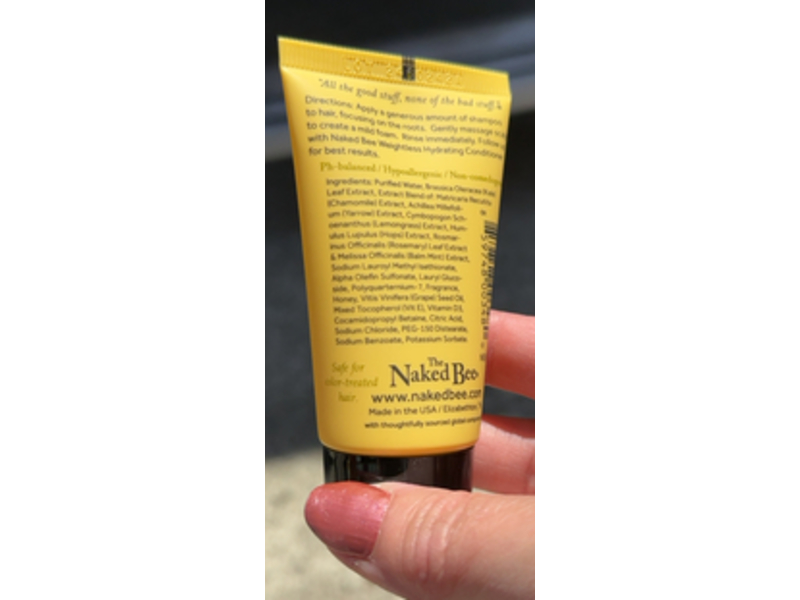 "All the good stuff, none of the bad stuff."
Directions: Apply a generous amount of shampoo
to hair, focusing on the roots. Gently massage
to create a mild foam. Rinse immediately. Follow
with Naked Bee Weightless Hydrating Conditioner
for best results.
Ph-balanced / Hypoallergenic /
Ingredients: Purified Water, Brassica Oleracea
Leaf Extract, Extract Blend of: Matricaria Recutita
(Chamomile) Extract, Achillea Millefoli-
um (Yarrow) Extract, Cymbopogon Sch-
oenanthus (Lemongrass) Extract, Hum-
ulus Lupulus (Hops) Extract, Rosmar-
inus Officinalis (Rosemary) Leaf Extract
& Melissa Officinalis (Balm Mint) Extract,
Sodium Lauroyl Methyl Isethionate,
Alpha Olefin Sulfonate, Lauryl Gluco-
side, Polyquarternium-7, Fragrance,
Honey, Vitis Vinifera (Grape) Seed Oil,
Mixed Tocopherol (Vit E), Vitamin D3,
Cocamidopropyl Betaine, Citric Acid,
Sodium Chloride, PEG-150 Distearate,
Sodium Benzoate, Potassium Sorbate.
Safe for
color-treated
hair.
The
Naked Bee
www.nakedbee.com
Made in the USA / Elizabethton,
with thoughtfully sourced global